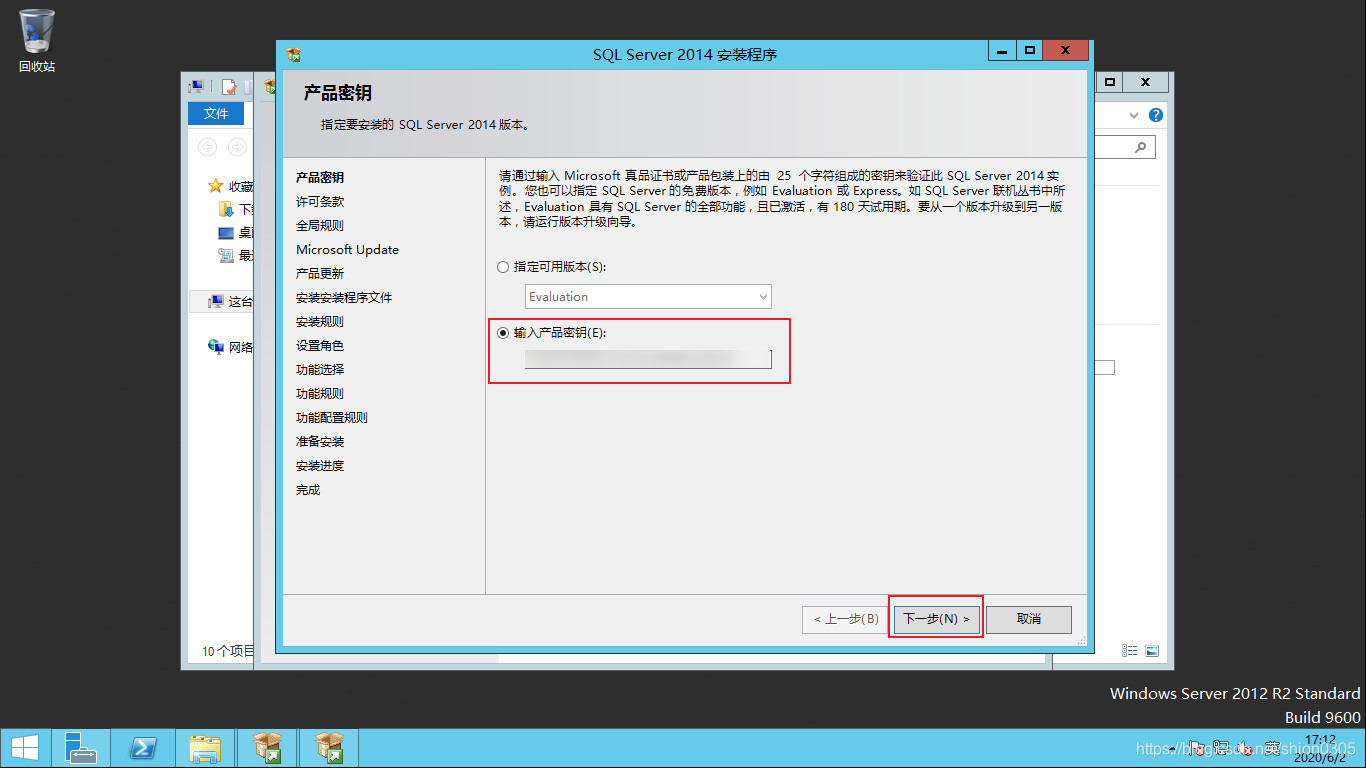 回收站
SQL Server 2014 安装程序
文件
产品密钥
指定要安装的 SQL Server 2014 版本。
收藏
下
桌
最
这台
网络
产品密钥
许可条款
全局规则
Microsoft Update
产品更新
安装安装程序文件
安装规则
设置角色
功能选择
功能规则
功能配置规则
准备安装
安装进度
完成
请通过输入 Microsoft 真品证书或产品包装上的由 25 个字符组成的密钥来验证此 SQL Server 2014 实
例。您也可以指定 SQL Server 的免费版本，例如 Evaluation 或 Express。如 SQL Server 联机丛书中所
述，Evaluation 具有 SQL Server 的全部功能，且已激活，有 180 天试用期。要从一个版本升级到另一版
本，请运行版本升级向导。
指定可用版本(S):
Evaluation
输入产品密钥(E):
< 上一步(B)
下一步(N) >
取消
10 个项目
Windows Server 2012 R2 Standard
Build 9600
英
17:12
2020/6/2